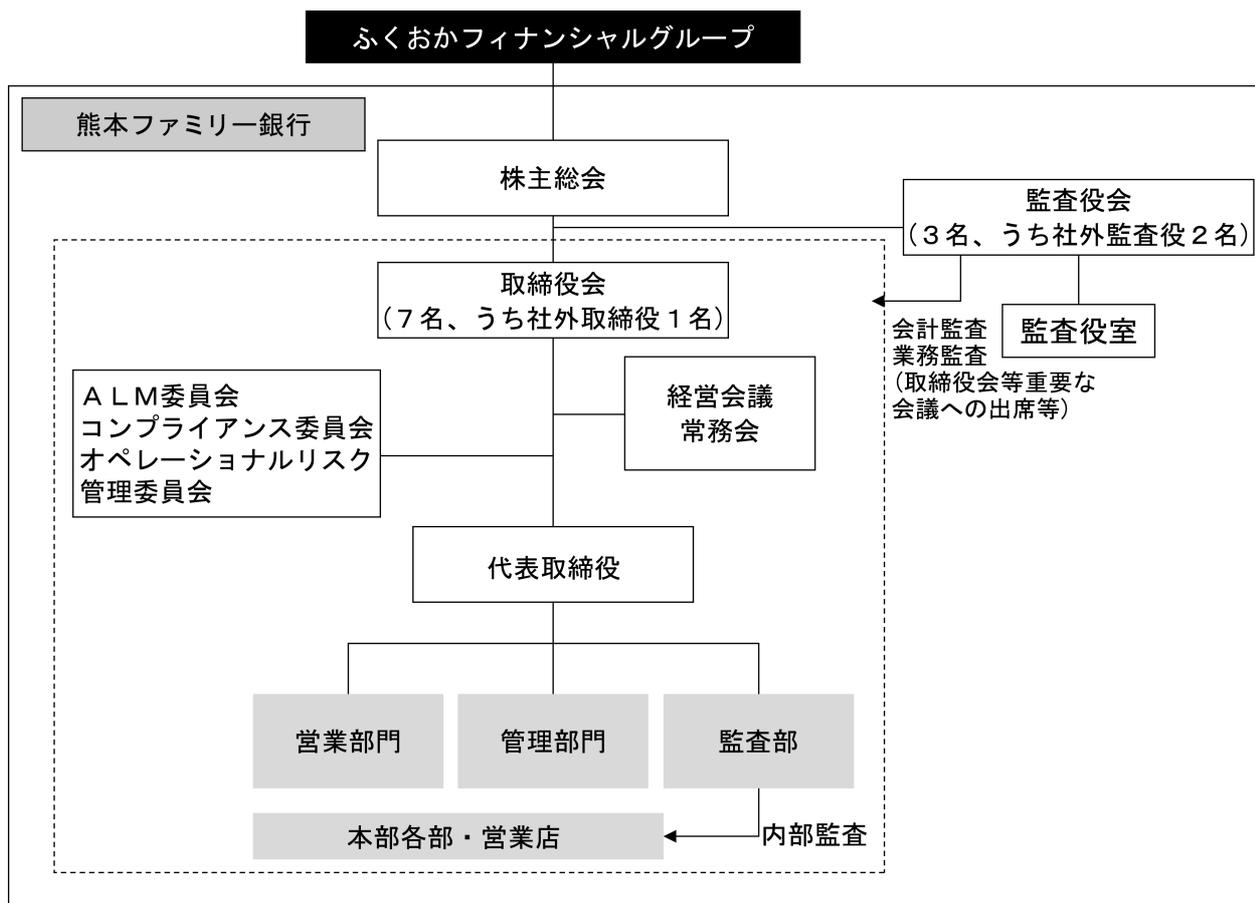 ふくおかフィナンシャルグループ
熊本ファミリー銀行
株主総会
監査役会
(３名、うち社外監査役２名)
取締役会
(７名、うち社外取締役１名)
監査役室
会計監査
業務監査
(取締役会等重要な
会議への出席等)
ＡＬＭ委員会
コンプライアンス委員会
オペレーショナルリスク
管理委員会
経営会議
常務会
代表取締役
営業部門
管理部門
監査部
本部各部・営業店
内部監査